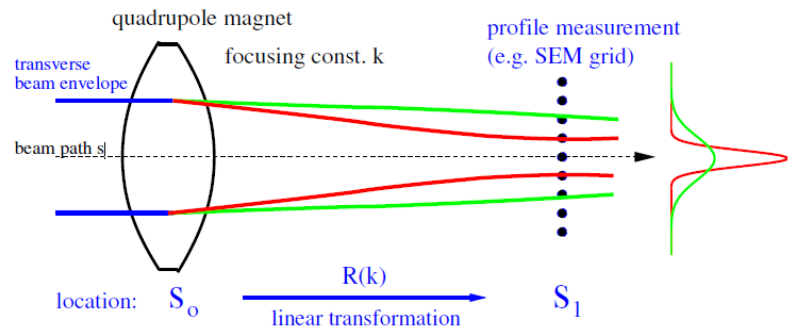 quadrupole magnet
profile measurement
(e.g. SEM grid)
transverse
beam envelope
focusing const. k
beam path s|
R(k)
location:
S₀
S₁
linear transformation